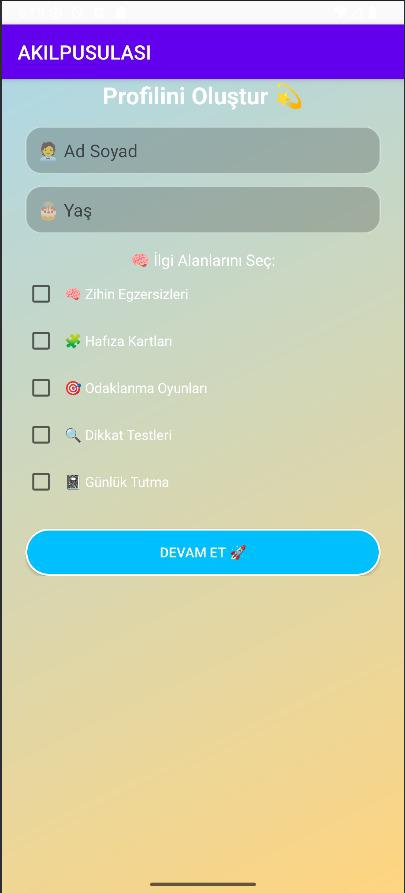 AKILPUSULASI
Profilini Oluştur 💫
🧑‍💼 Ad Soyad
🎂 Yaş
🧠 İlgi Alanlarını Seç:
🧠 Zihin Egzersizleri
🧩 Hafıza Kartları
🎯 Odaklanma Oyunları
🔍 Dikkat Testleri
📓 Günlük Tutma
DEVAM ET 🚀